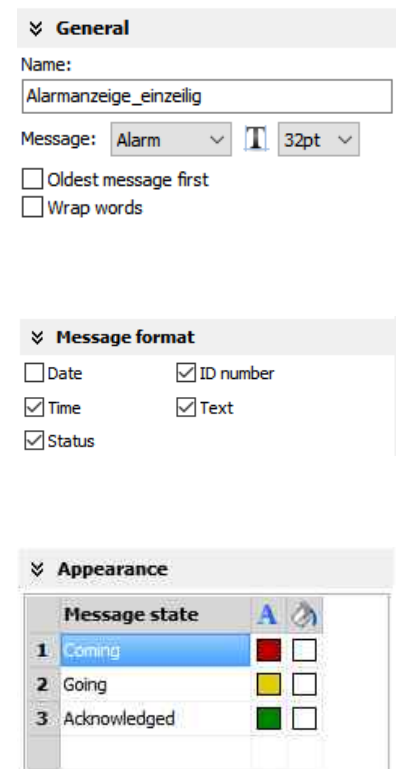 General
Name:
Alarmanzeige_einzeilig
Message: Alarm T 32pt
Oldest message first
Wrap words
Message format
Date ID number
Time Text
Status
Appearance
Message state A
1 Coming
2 Going
3 Acknowledged